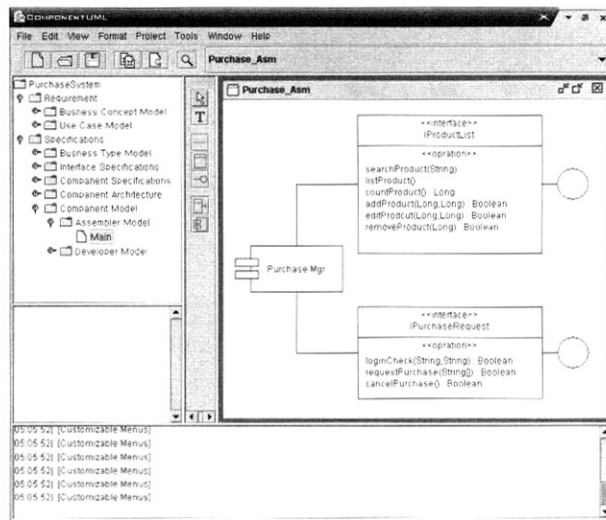 COMPONENTUML
File Edit View Format Project Tools Window Help
Purchase_Asm
PurchaseSystem
Requirement
Business Concept Model
Use Case Model
Specifications
Business Type Model
Interface Specifications
Component Specifications
Component Architecture
Component Model
Assembler Model
Main
Developer Model
T
Purchase_Asm
<<interface>>
IProductList
<<opration>>
searchProduct(String)
listProduct()
countProduct() Long
addProduct(Long,Long) Boolean
editProdcut(Long,Long) Boolean
removeProduct(Long) Boolean
Purchase Mgr
<<interface>>
IPurchaseRequest
<<opration>>
loginCheck(String,String) Boolean
requestPurchase(String[]) Boolean
cancelPurchase() Boolean
05:05:52| [Customizable Menus]
05:05:52| [Customizable Menus]
05:05:52| [Customizable Menus]
05:05:52| [Customizable Menus]
05:05:52| [Customizable Menus]
05:05:52| [Customizable Menus]